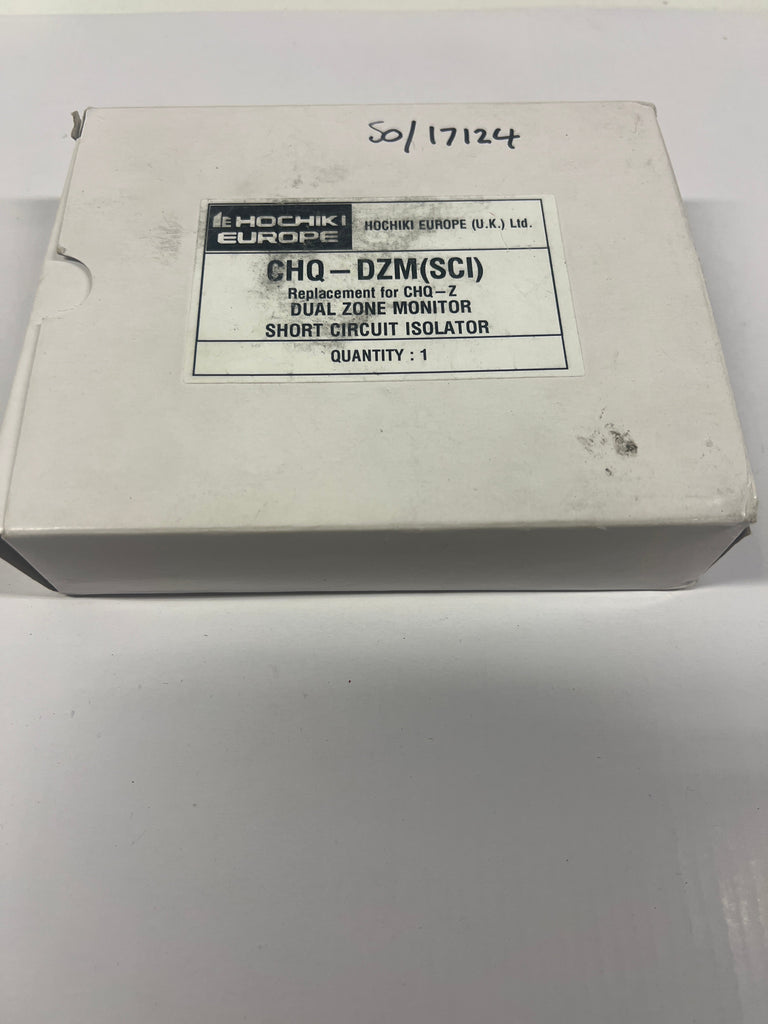 SO/17124
HOCHIKI EUROPE
HOCHIKI EUROPE (U.K.) Ltd.
CHQ – DZM(SCI)
Replacement for CHQ – Z
DUAL ZONE MONITOR
SHORT CIRCUIT ISOLATOR
QUANTITY : 1